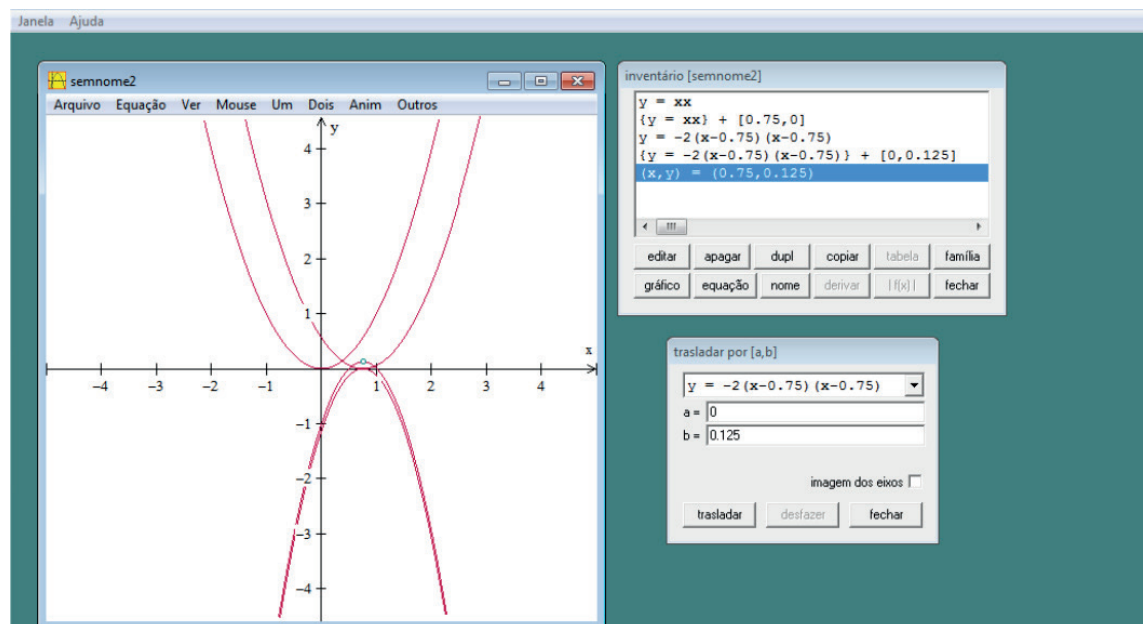 Janela Ajuda
semnome2
Arquivo Equação Ver Mouse Um Dois Anim Outros
y
x
4
3
2
1
−4 −3 −2 −1 1 2 3 4
−1
−2
−3
−4
inventário [semnome2]
y = xx
{y = xx} + [0.75,0]
y = -2(x-0.75)(x-0.75)
{y = -2(x-0.75)(x-0.75)} + [0,0.125]
(x,y) = (0.75,0.125)
editar apagar dupl copiar tabela família
gráfico equação nome derivar |f(x)| fechar
trasladar por [a,b]
y = -2(x-0.75)(x-0.75)
a = 0
b = 0.125
imagem dos eixos
trasladar desfazer fechar